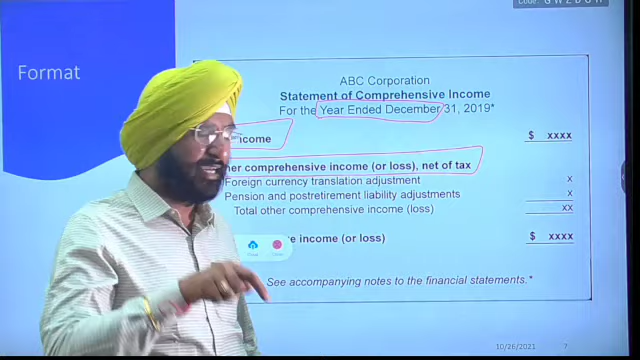 Format
ABC Corporation
Statement of Comprehensive Income
For the Year Ended December 31, 2019*
ncome $ xxxx
her comprehensive income (or loss), net of tax
Foreign currency translation adjustment x
Pension and postretirement liability adjustments x
Total other comprehensive income (loss) xx
e income (or loss) $ xxxx
See accompanying notes to the financial statements.*
10/26/2021 7